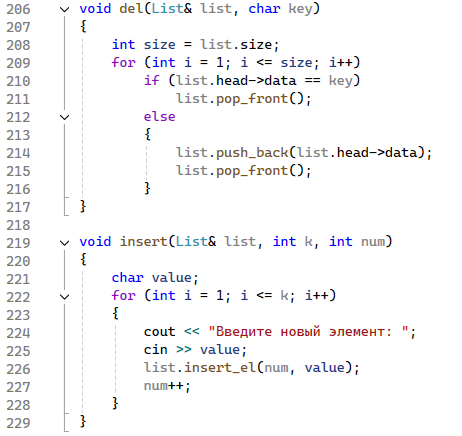 206 void del(List& list, char key)
207 {
208     int size = list.size;
209     for (int i = 1; i <= size; i++)
210         if (list.head->data == key)
211             list.pop_front();
212         else
213         {
214             list.push_back(list.head->data);
215             list.pop_front();
216         }
217 }
218
219 void insert(List& list, int k, int num)
220 {
221     char value;
222     for (int i = 1; i <= k; i++)
223     {
224         cout << "Введите новый элемент: ";
225         cin >> value;
226         list.insert_el(num, value);
227         num++;
228     }
229 }